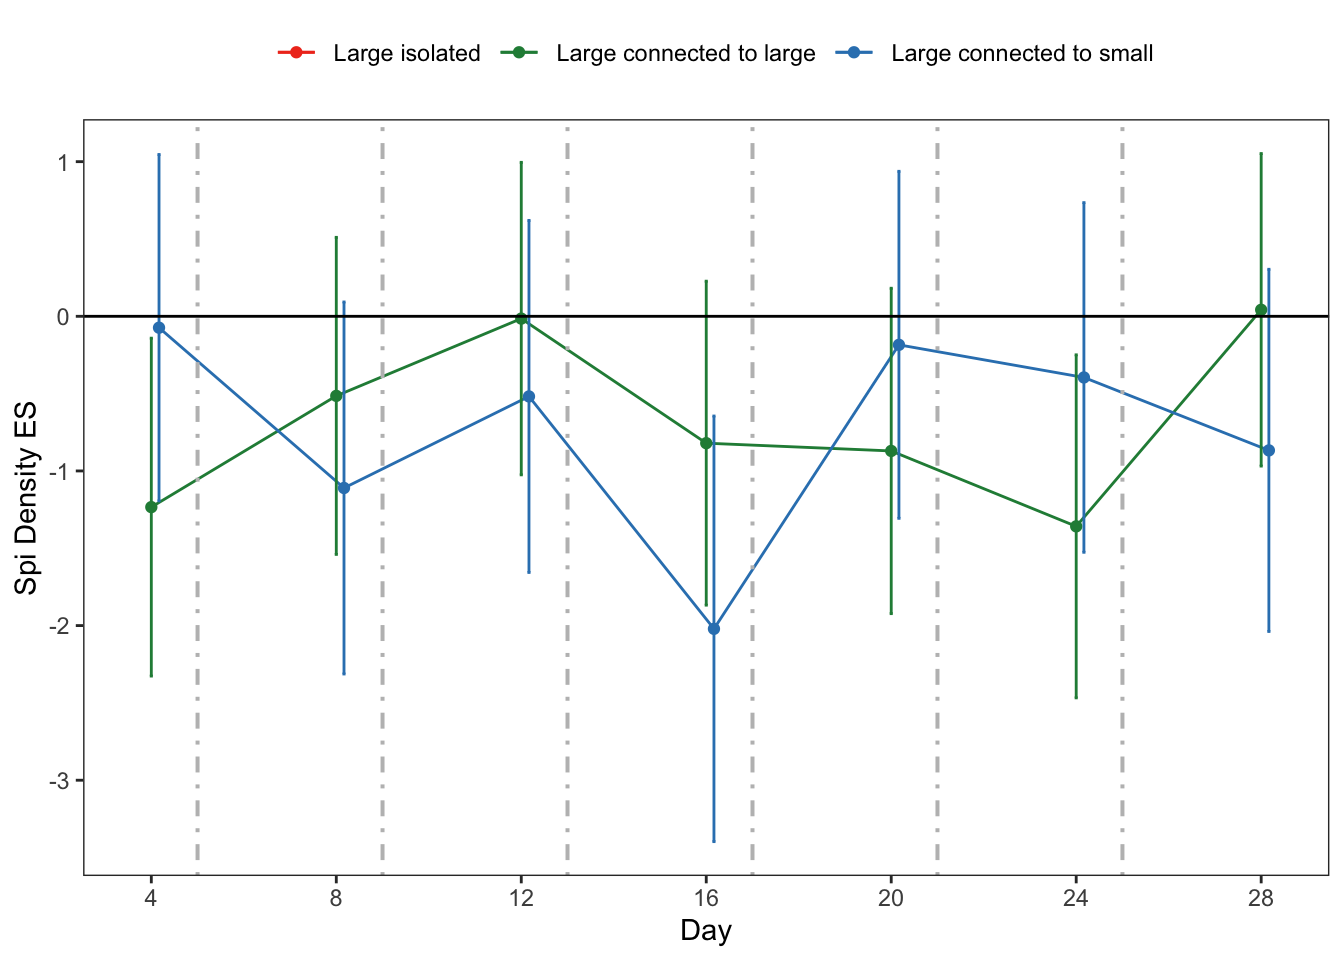 Large isolated Large connected to large Large connected to small
1
0
-1
-2
-3
Spi Density ES
4 8 12 16 20 24 28
Day